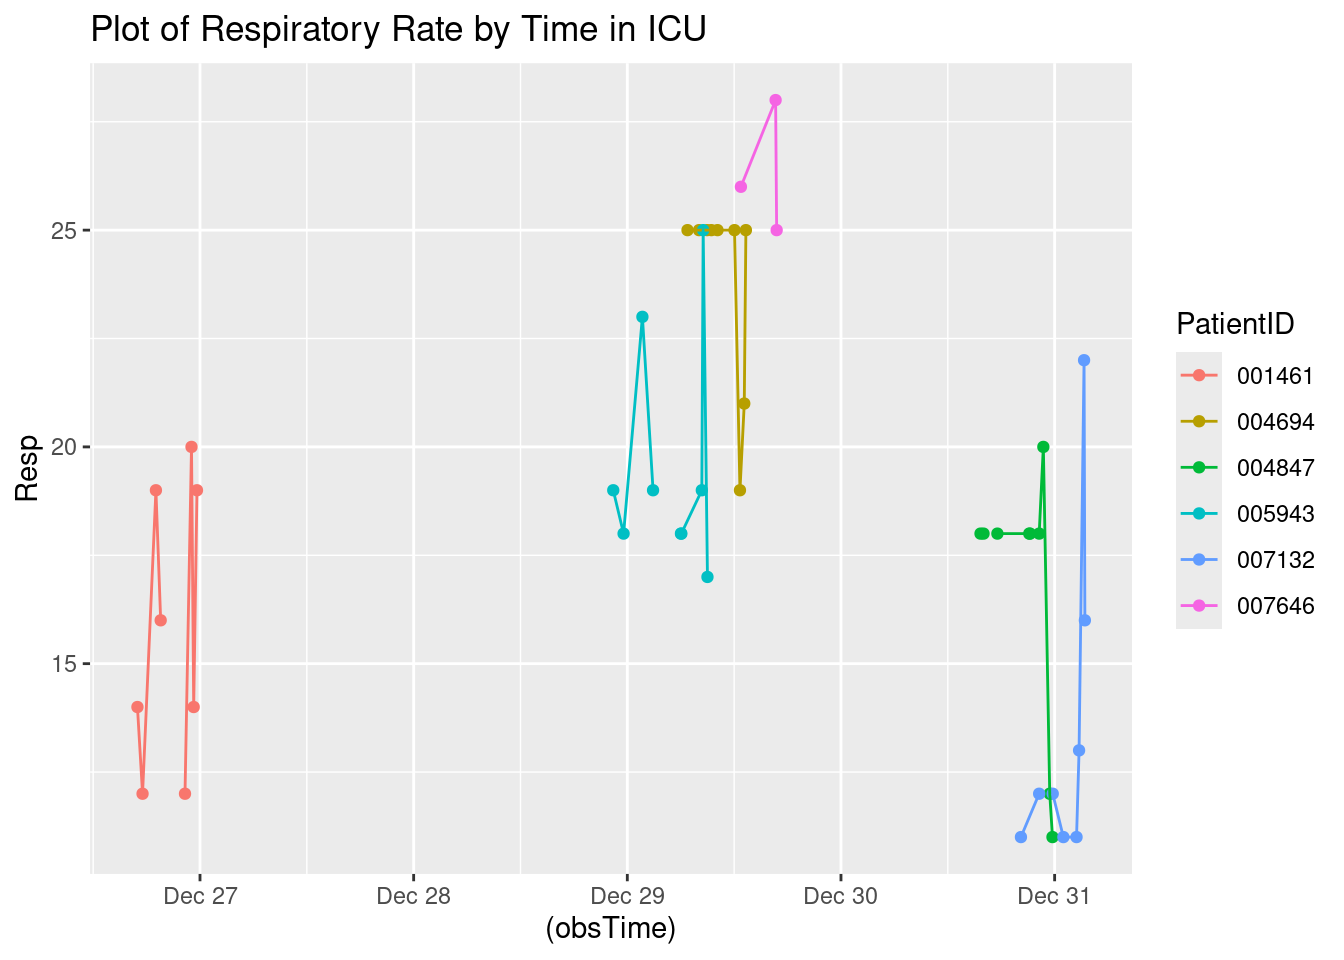 Plot of Respiratory Rate by Time in ICU
25
20
15
Resp
Dec 27
Dec 28
Dec 29
Dec 30
Dec 31
(obsTime)
PatientID
001461
004694
004847
005943
007132
007646